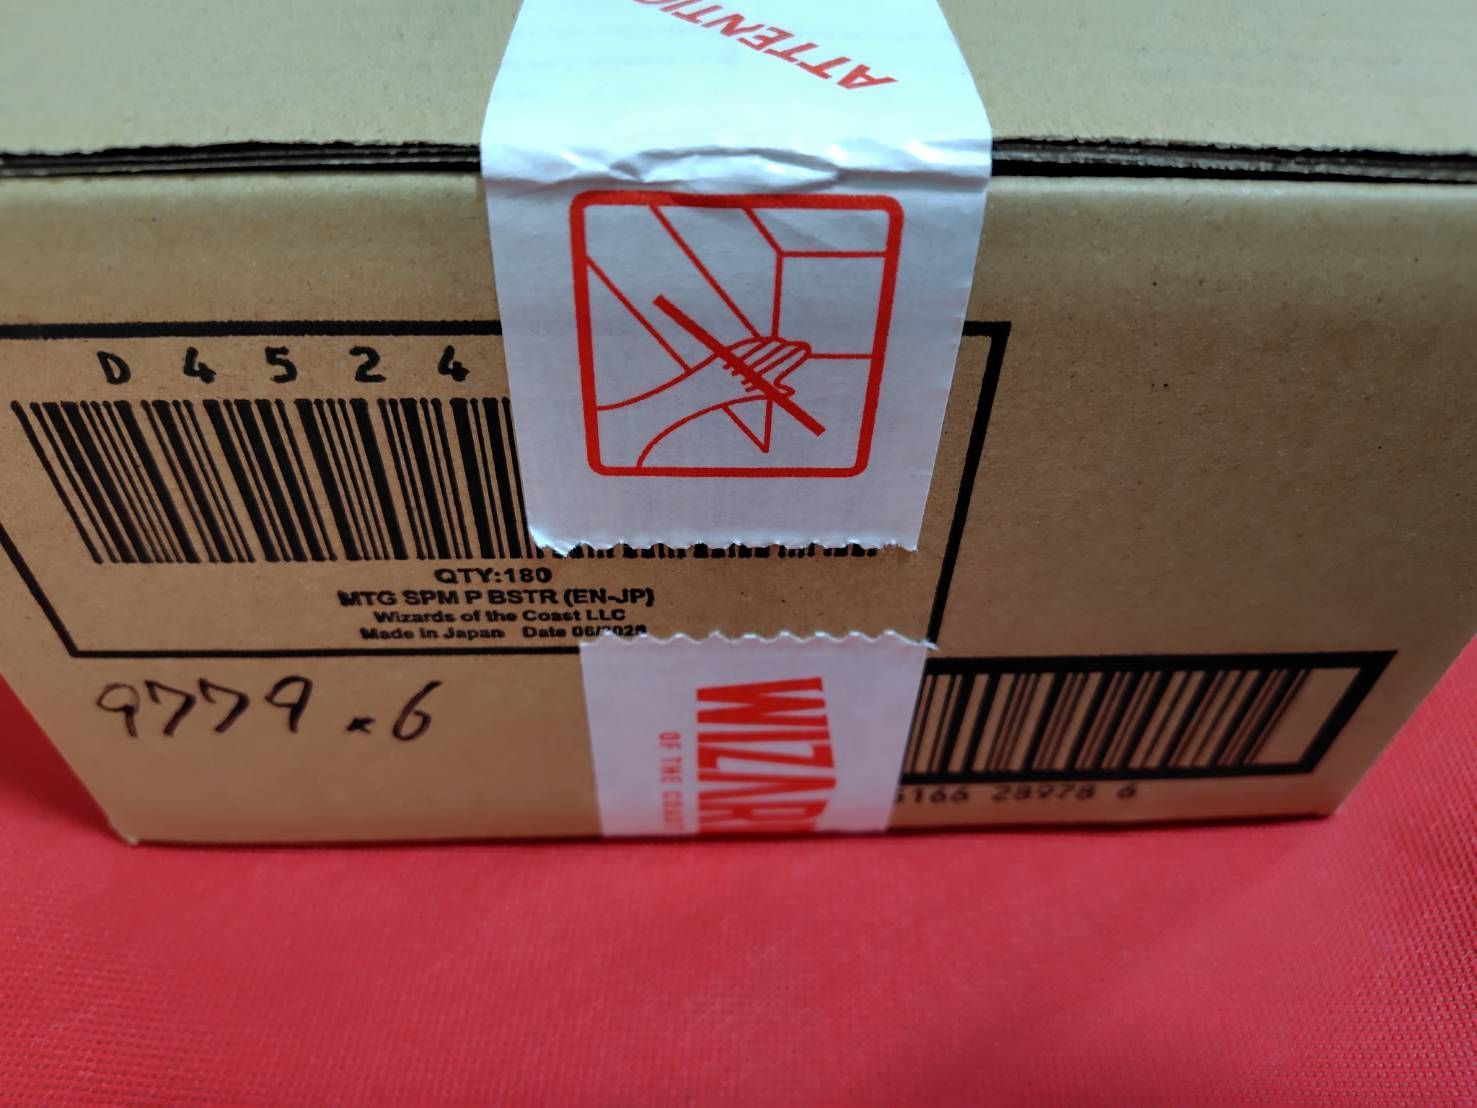 ATTENTIO
D 4 5 2 4
QTY:180
MTG SPM P BSTR (EN-JP)
Wizards of the Coast LLC
Made in Japan Date 06/2025
9779 × 6
WIZAR
OF THE COAST
5166 28978 6